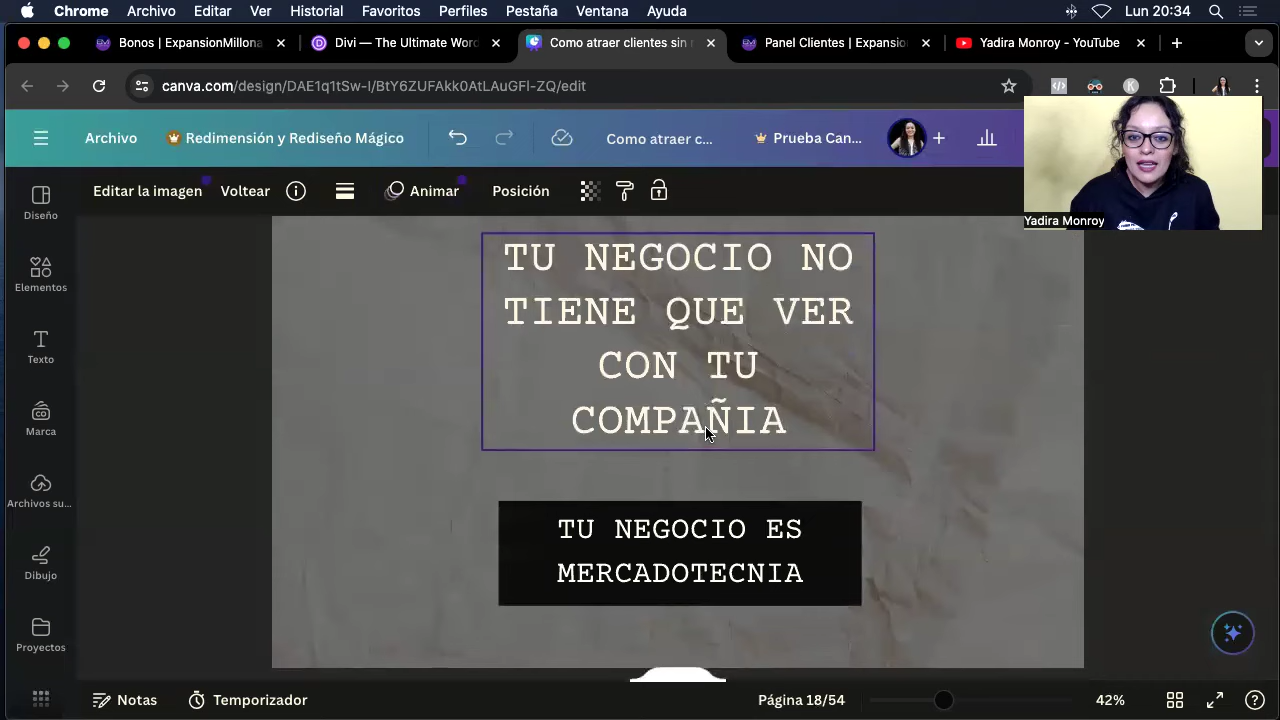 Chrome Archivo Editar Ver Historial Favoritos Perfiles Pestaña Ventana Ayuda Lun 20:34
Bonos | ExpansionMillona Divi — The Ultimate Wor Como atraer clientes sin Panel Clientes | Expansio Yadira Monroy - YouTube
canva.com/design/DAE1q1tSw-I/BtY6ZUFAkk0AtLAuGFl-ZQ/edit
Archivo Redimensión y Rediseño Mágico Como atraer c... Prueba Can...
Editar la imagen Voltear Animar Posición
Yadira Monroy
Diseño
Elementos
Texto
Marca
Archivos su...
Dibujo
Proyectos
TU NEGOCIO NO
TIENE QUE VER
CON TU
COMPAÑIA
TU NEGOCIO ES
MERCADOTECNIA
Notas Temporizador Página 18/54 42%